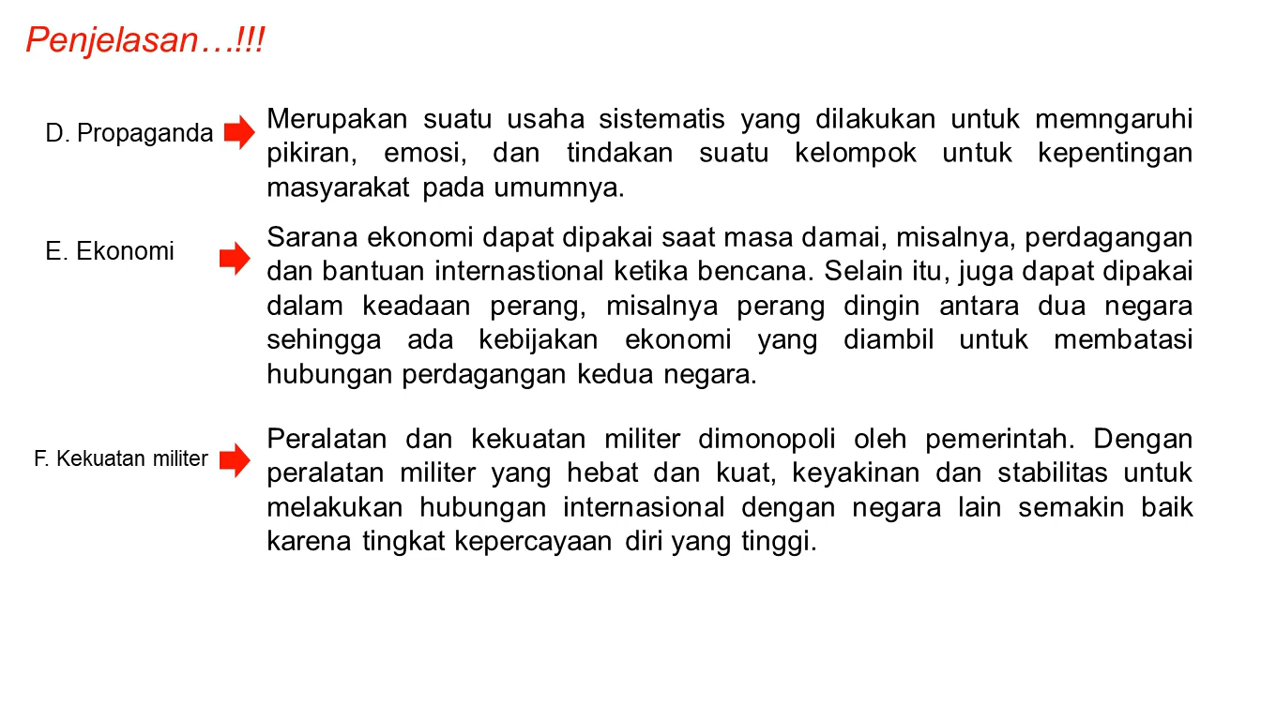 Penjelasan…!!!
D. Propaganda
Merupakan suatu usaha sistematis yang dilakukan untuk memngaruhi
pikiran, emosi, dan tindakan suatu kelompok untuk kepentingan
masyarakat pada umumnya.
E. Ekonomi
Sarana ekonomi dapat dipakai saat masa damai, misalnya, perdagangan
dan bantuan internastional ketika bencana. Selain itu, juga dapat dipakai
dalam keadaan perang, misalnya perang dingin antara dua negara
sehingga ada kebijakan ekonomi yang diambil untuk membatasi
hubungan perdagangan kedua negara.
F. Kekuatan militer
Peralatan dan kekuatan militer dimonopoli oleh pemerintah. Dengan
peralatan militer yang hebat dan kuat, keyakinan dan stabilitas untuk
melakukan hubungan internasional dengan negara lain semakin baik
karena tingkat kepercayaan diri yang tinggi.